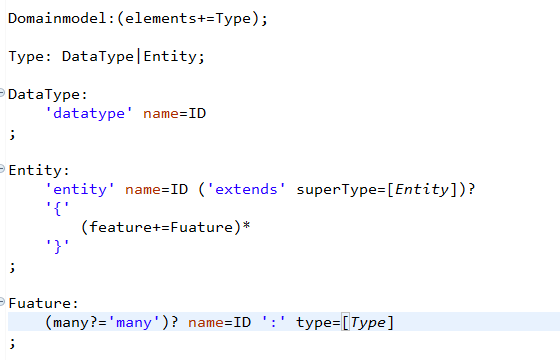 Domainmodel:(elements+=Type);
Type: DataType|Entity;
DataType:
'datatype' name=ID
;
Entity:
'entity' name=ID ('extends' superType=[Entity])?
'{'
(feature+=Fuature)*
'}'
;
Fuature:
(many?='many')? name=ID ':' type=[Type]
;